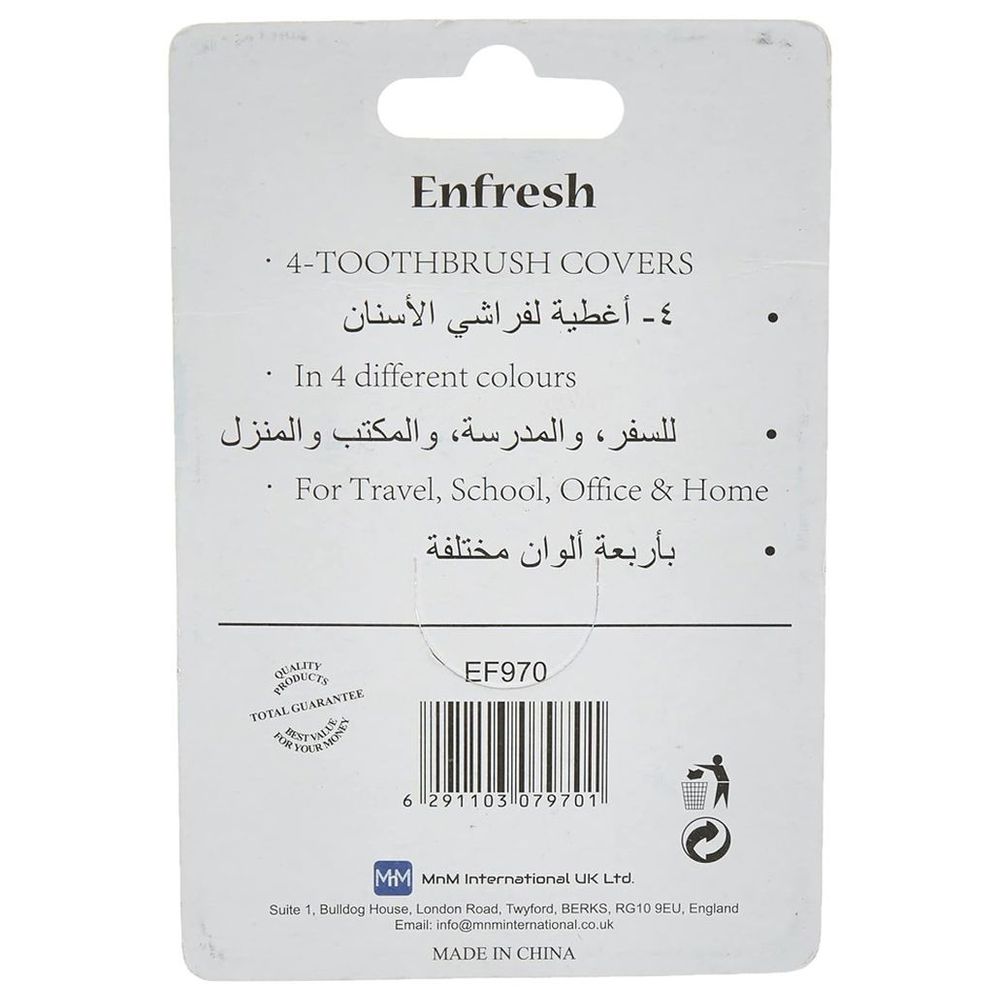 Enfresh
· 4-TOOTHBRUSH COVERS
• ٤- أغطية لفراشي الأسنان
· In 4 different colours
• للسفر، والمدرسة، والمكتب والمنزل
· For Travel, School, Office & Home
• بأربعة ألوان مختلفة
QUALITY
PRODUCTS
TOTAL GUARANTEE
BEST VALUE
FOR YOUR MONEY
EF970
6 291103 079701
MnM MnM International UK Ltd.
Suite 1, Bulldog House, London Road, Twyford, BERKS, RG10 9EU, England
Email: info@mnminternational.co.uk
MADE IN CHINA